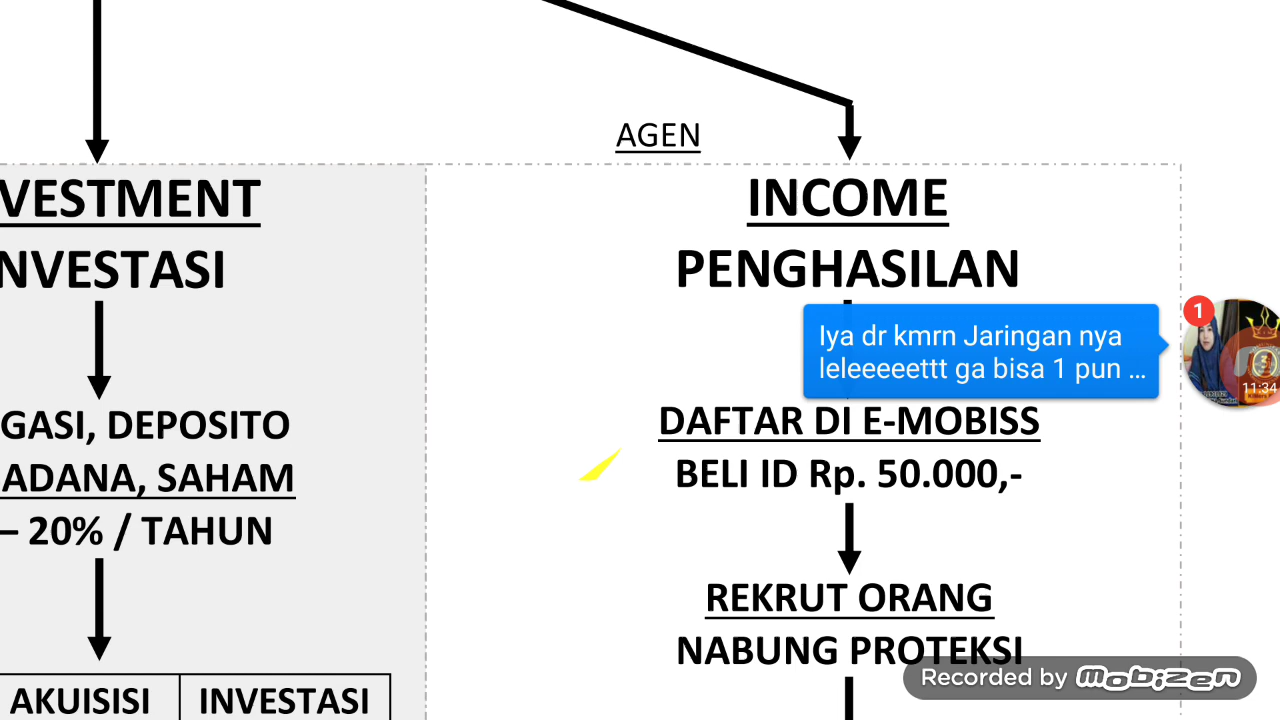 AGEN
VESTMENT
NVESTASI
GASI, DEPOSITO
ADANA, SAHAM
– 20% / TAHUN
AKUISISI
INVESTASI
INCOME
PENGHASILAN
Iya dr kmrn Jaringan nya
leleeeeettt ga bisa 1 pun ...
1
11:34
DAFTAR DI E-MOBISS
BELI ID Rp. 50.000,-
REKRUT ORANG
NABUNG PROTEKSI
Recorded by mobizen